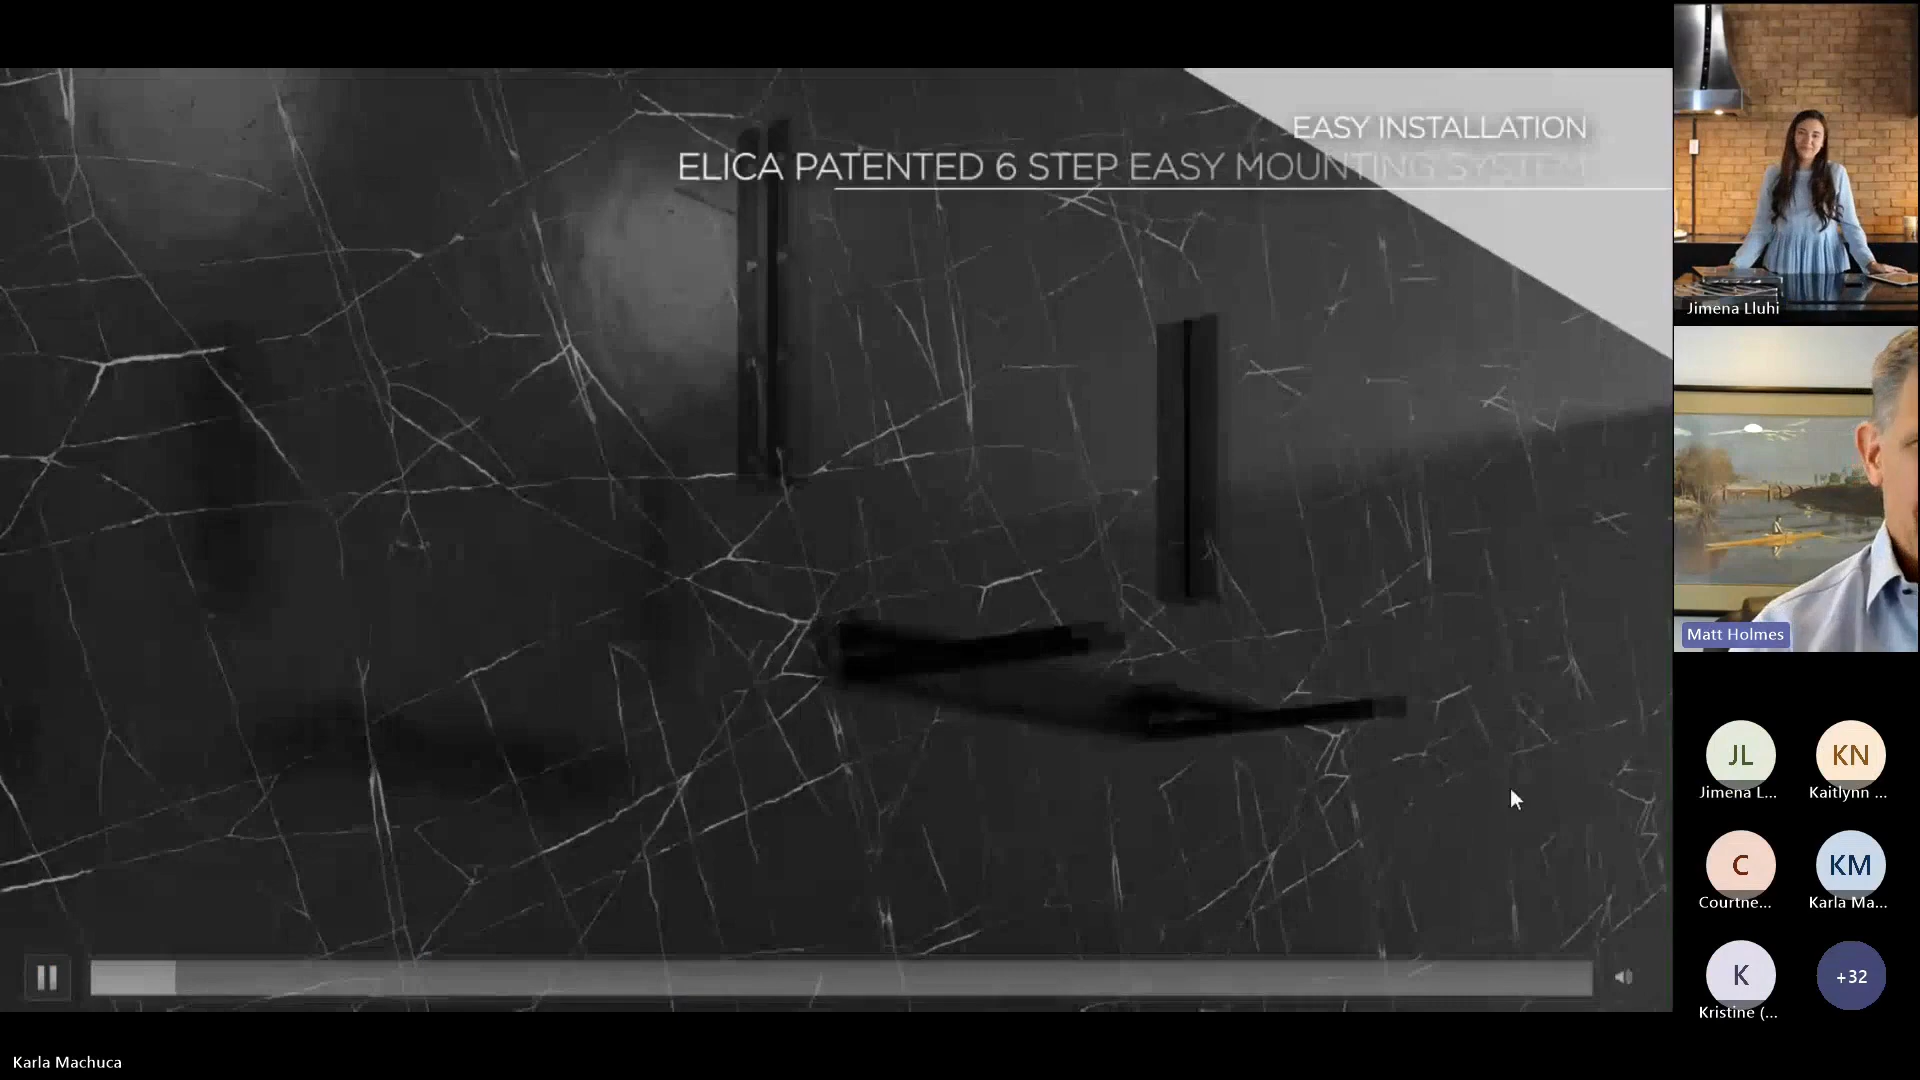 EASY INSTALLATION
ELICA PATENTED 6 STEP EASY MOUNTING SYSTEM
Jimena Lluhi
Matt Holmes
JL
KN
Jimena L...
Kaitlynn ...
C
KM
Courtne...
Karla Ma...
K
+32
Kristine (...
Karla Machuca